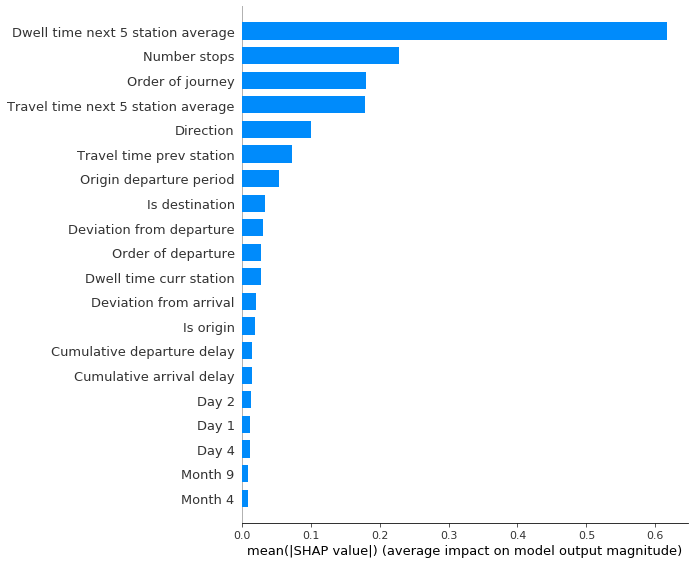 Dwell time next 5 station average
Number stops
Order of journey
Travel time next 5 station average
Direction
Travel time prev station
Origin departure period
Is destination
Deviation from departure
Order of departure
Dwell time curr station
Deviation from arrival
Is origin
Cumulative departure delay
Cumulative arrival delay
Day 2
Day 1
Day 4
Month 9
Month 4
0.0 0.1 0.2 0.3 0.4 0.5 0.6
mean(|SHAP value|) (average impact on model output magnitude)